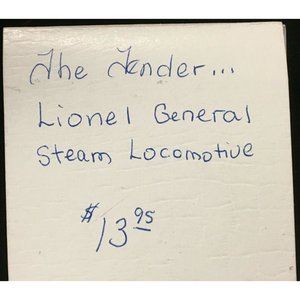 The Tender...
Lionel General
Steam Locomotive
$13.95